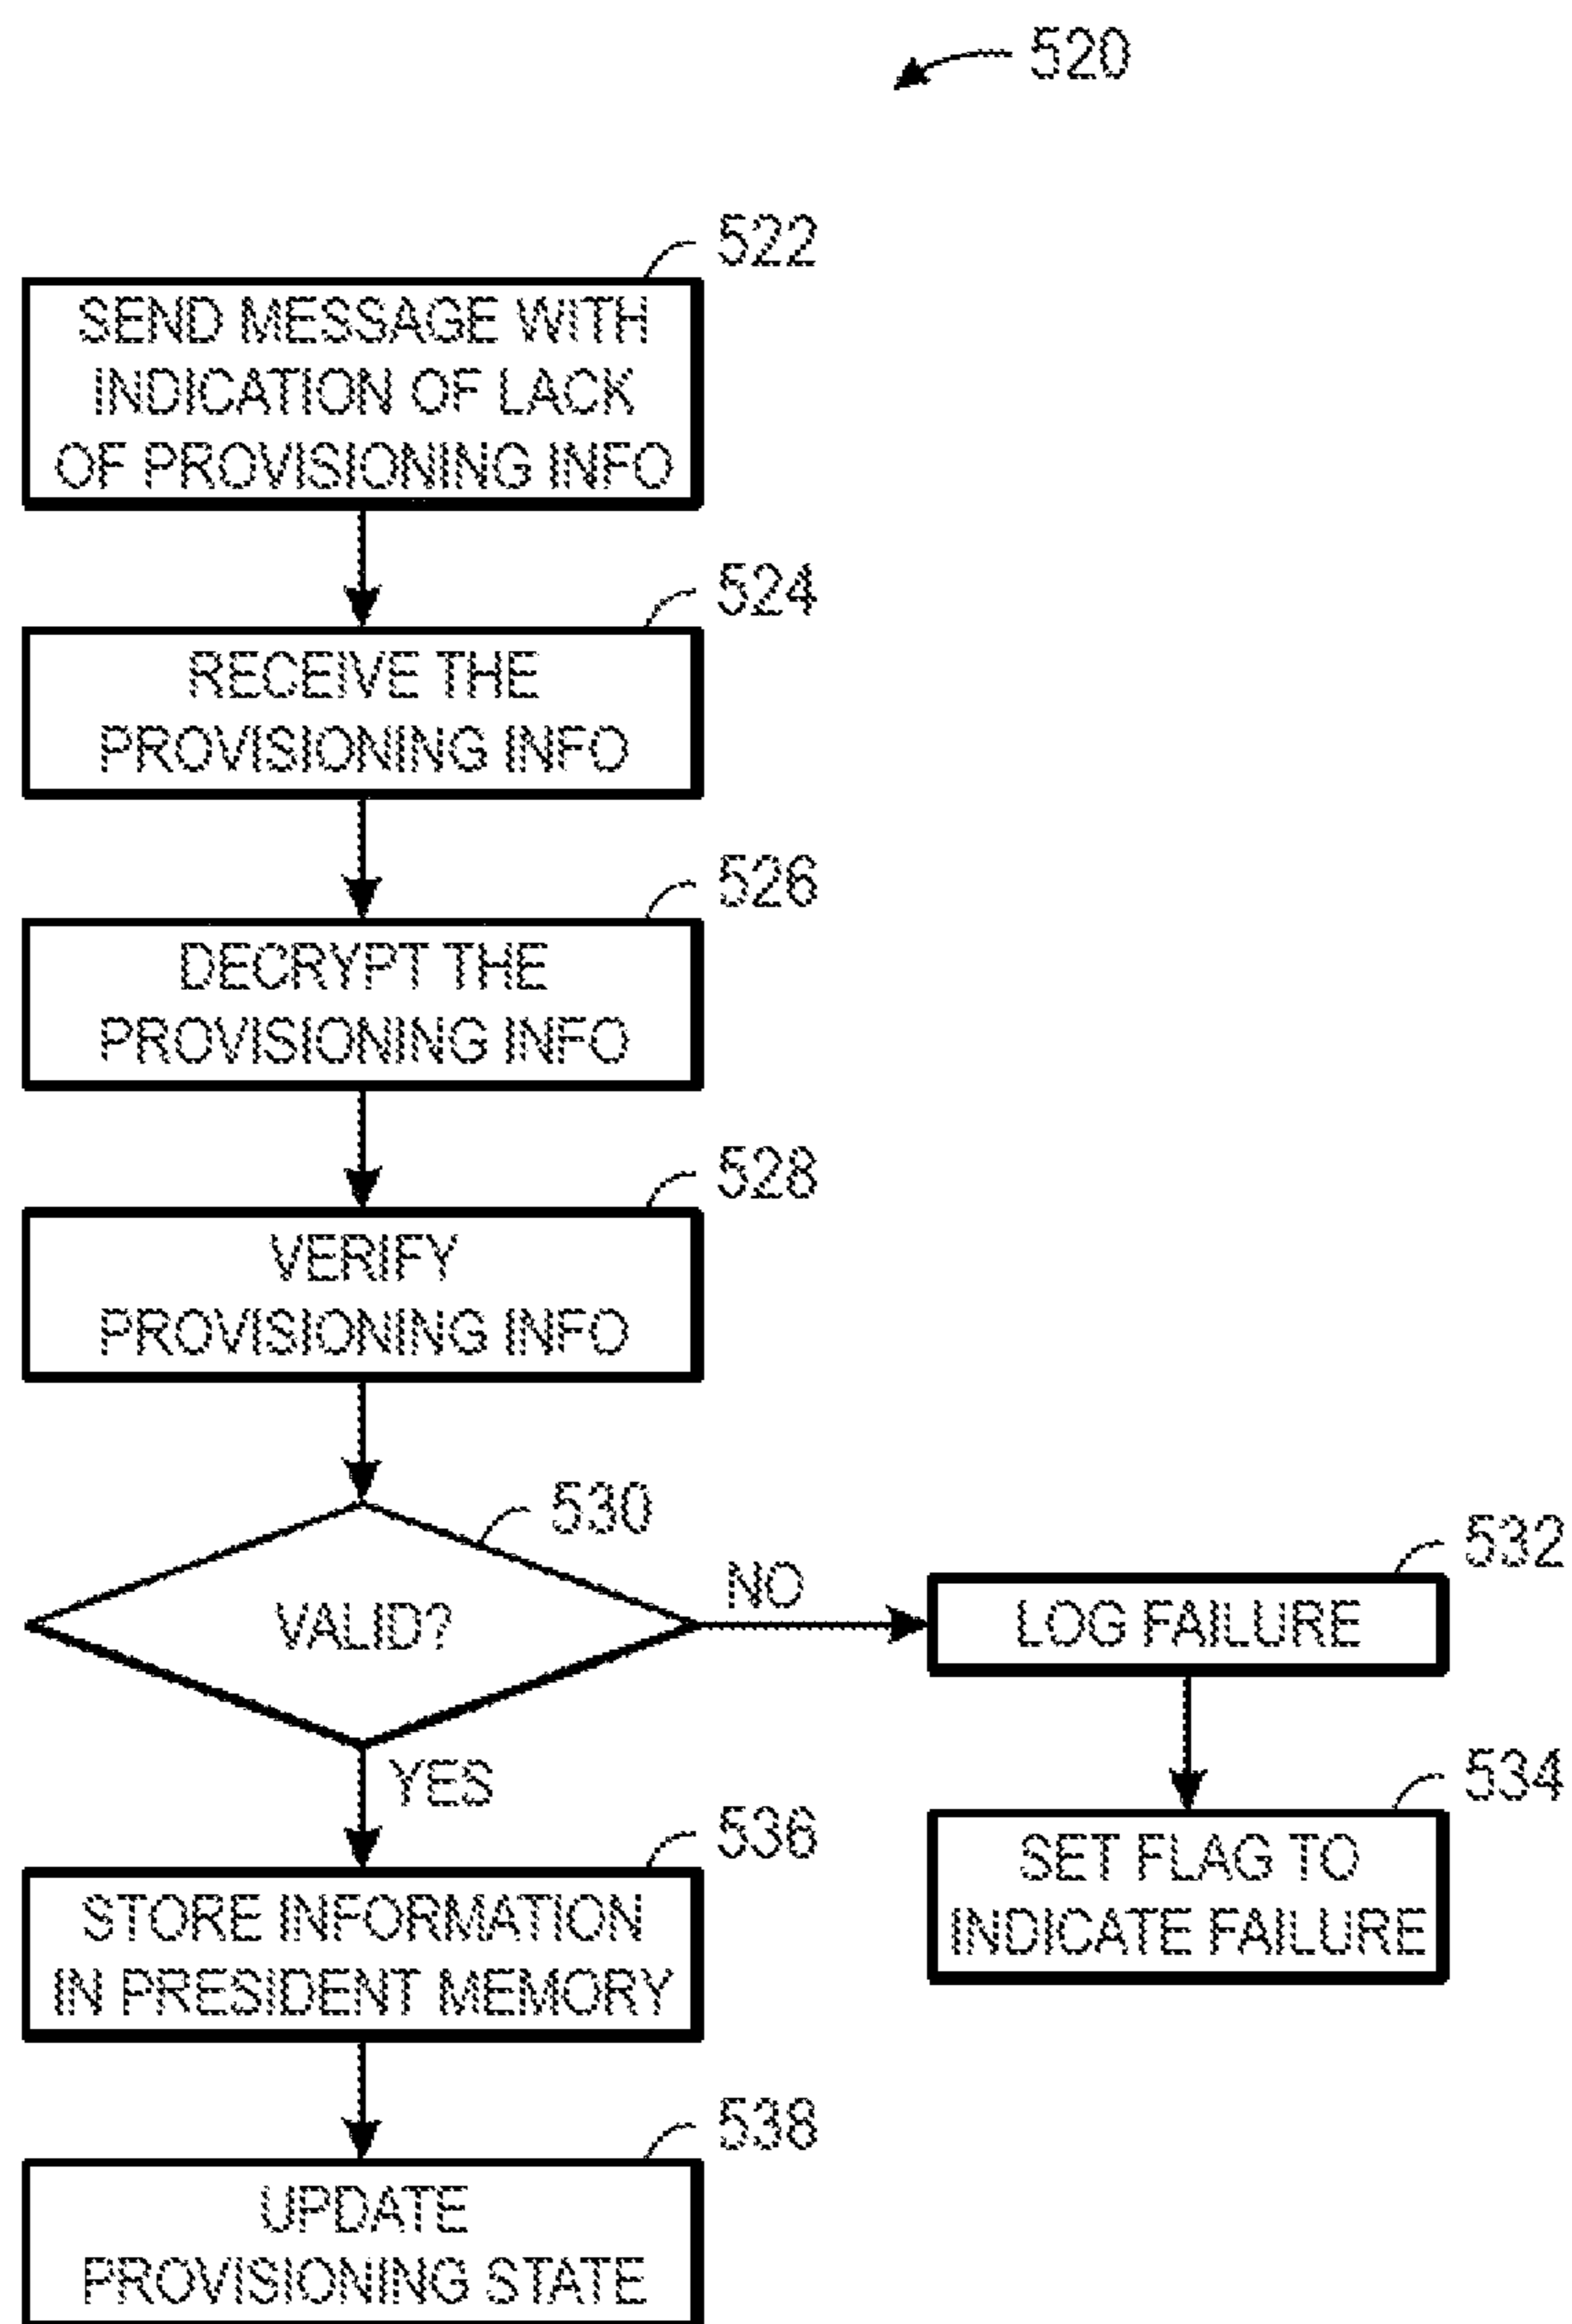 520
522
SEND MESSAGE WITH
INDICATION OF LACK
OF PROVISIONING INFO
524
RECEIVE THE
PROVISIONING INFO
526
DECRYPT THE
PROVISIONING INFO
528
VERIFY
PROVISIONING INFO
530
VALID?
NO
532
LOG FAILURE
534
SET FLAG TO
INDICATE FAILURE
YES
536
STORE INFORMATION
IN PRESIDENT MEMORY
538
UPDATE
PROVISIONING STATE